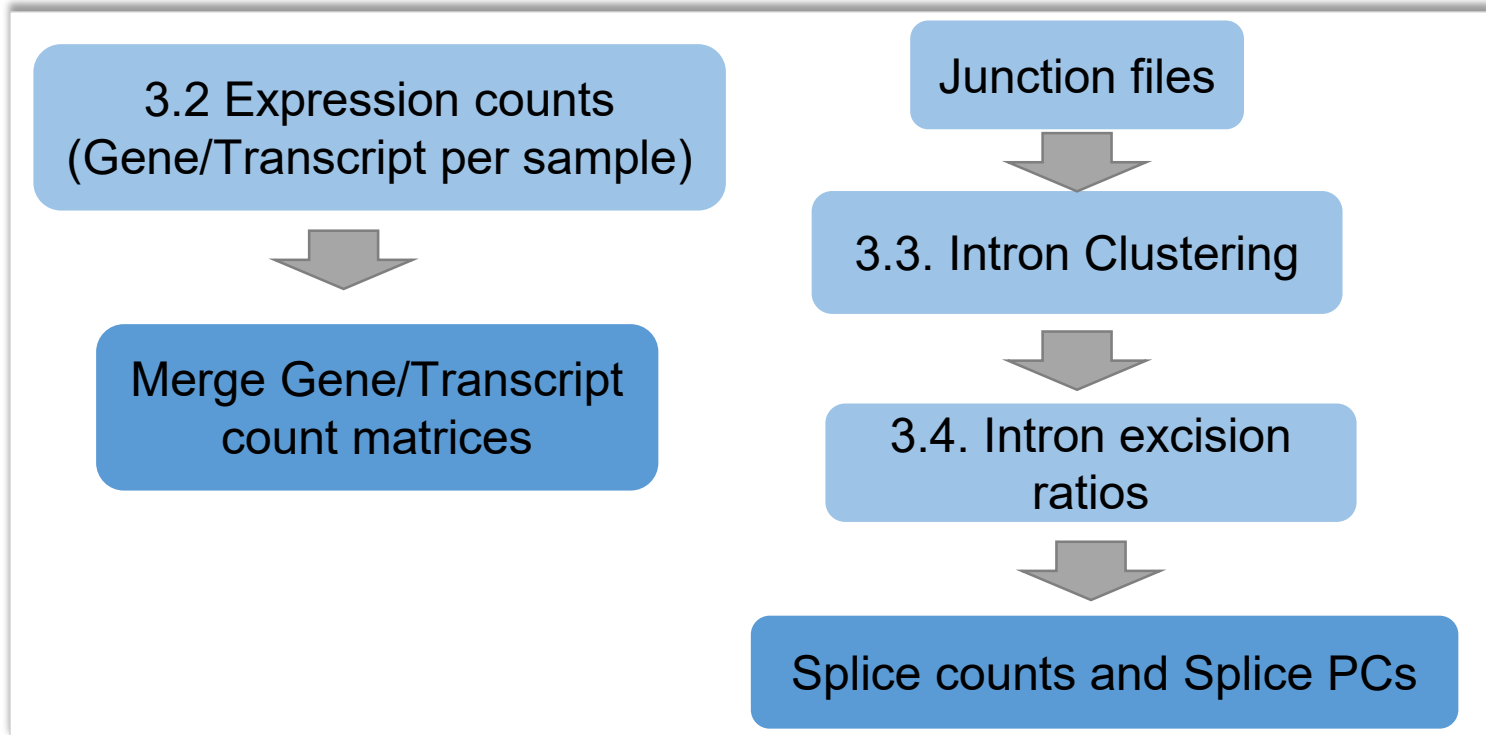 3.2 Expression counts
(Gene/Transcript per sample)
Merge Gene/Transcript
count matrices
Junction files
3.3. Intron Clustering
3.4. Intron excision
ratios
Splice counts and Splice PCs